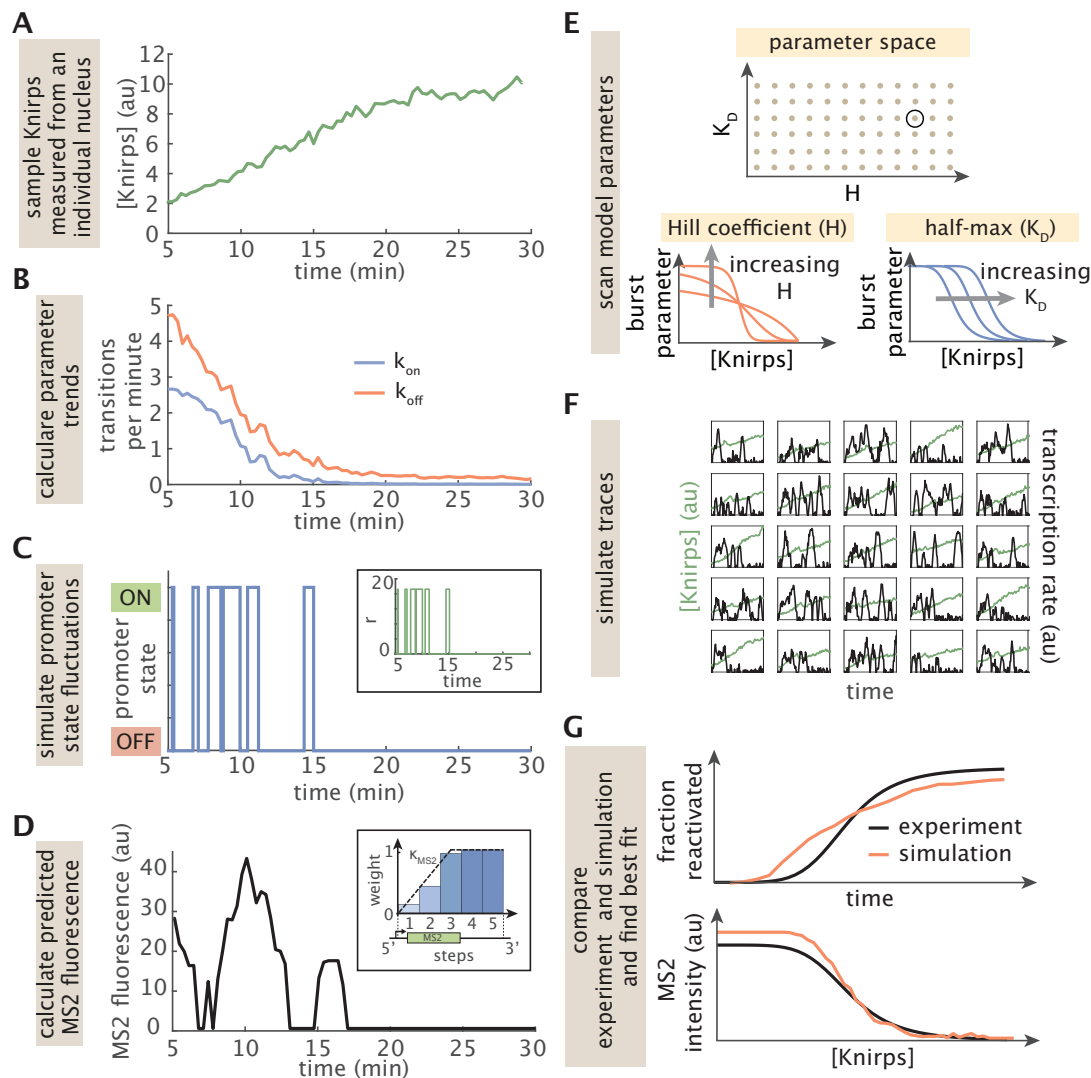 A
sample Knirps
measured from an
individual nucleus
[Knirps] (au)
12
10
8
6
4
2
0
5 10 15 20 25 30
time (min)
B
calculare parameter
trends
transitions
per minute
5
4
3
2
1
0
k_on
k_off
5 10 15 20 25 30
time (min)
C
simulate promoter
state fluctuations
promoter
state
ON
OFF
5 10 15 20 25 30
time (min)
20
r
0
5 15 25
time
D
calculate predicted
MS2 fluorescence
MS2 fluorescence (au)
40
30
20
10
0
5 10 15 20 25 30
time (min)
1
weight
0
κ_MS2
1 2 3 4 5
5’ MS2 3’
steps
E
scan model parameters
parameter space
K_D
H
Hill coefficient (H)
burst
parameter
increasing
H
[Knirps]
half-max (K_D)
burst
parameter
increasing
K_D
[Knirps]
F
simulate traces
[Knirps] (au)
transcription rate (au)
time
G
compare
experiment and simulation
and find best fit
fraction
reactivated
experiment
simulation
time
MS2
intensity (au)
[Knirps]